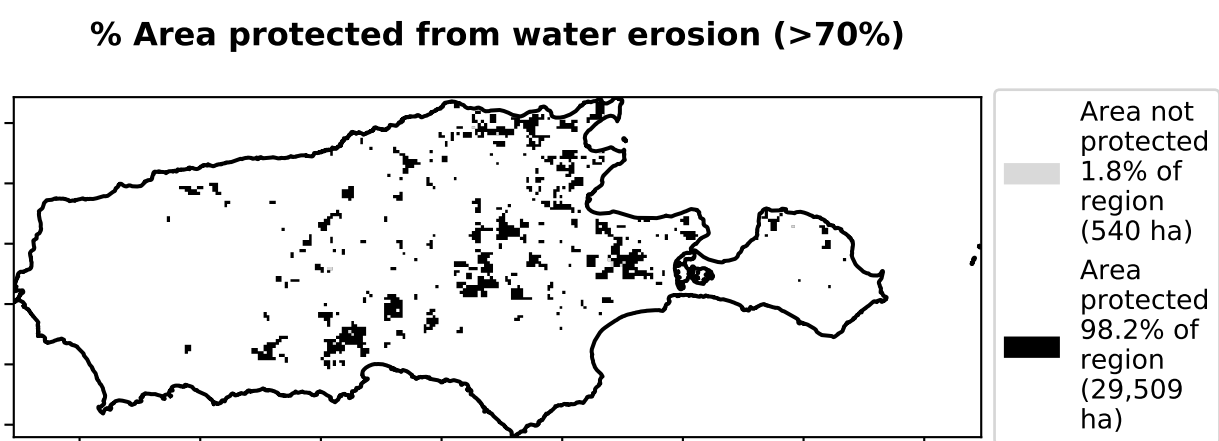 % Area protected from water erosion (>70%)
Area not
protected
1.8% of
region
(540 ha)
Area
protected
98.2% of
region
(29,509
ha)